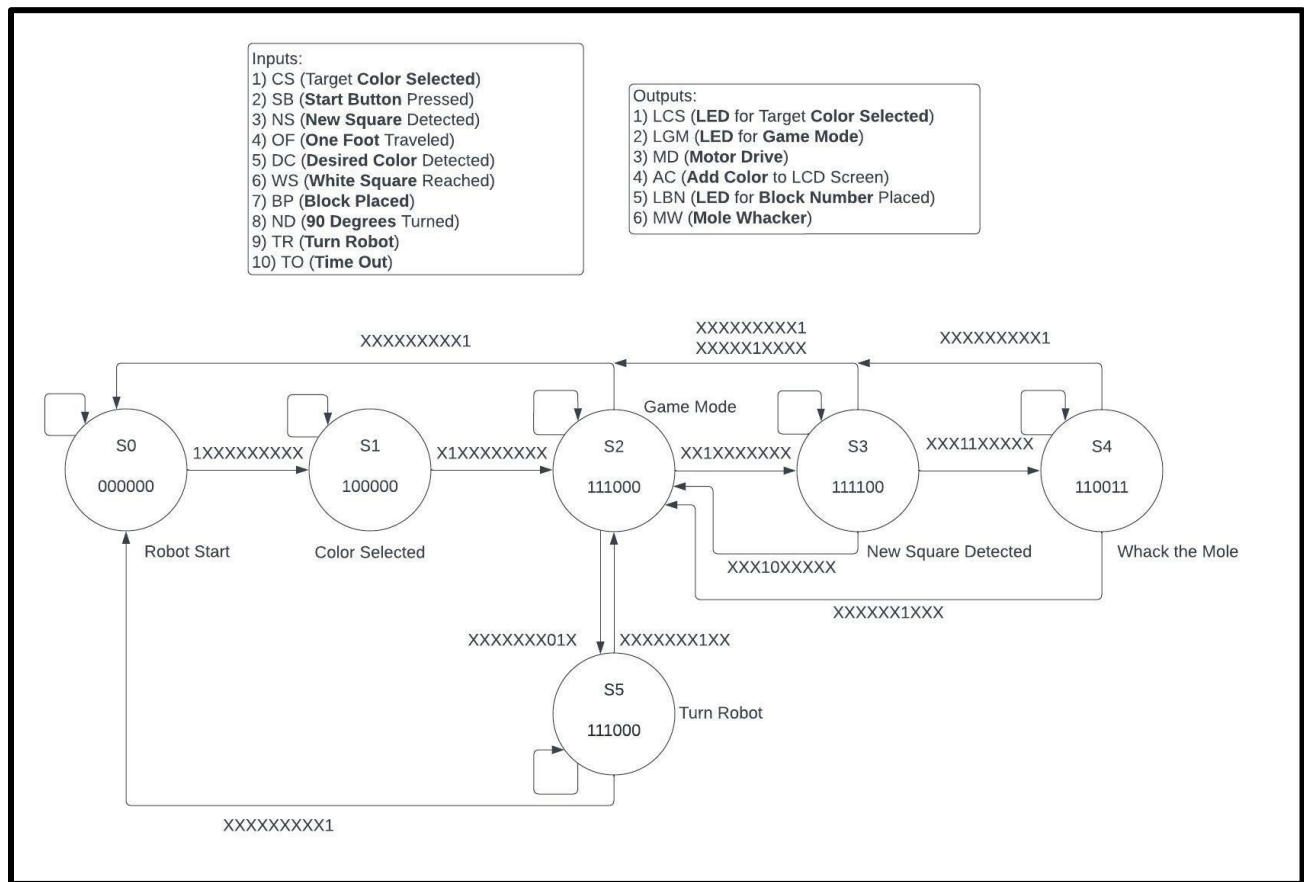 Inputs:
1) CS (Target Color Selected)
2) SB (Start Button Pressed)
3) NS (New Square Detected)
4) OF (One Foot Traveled)
5) DC (Desired Color Detected)
6) WS (White Square Reached)
7) BP (Block Placed)
8) ND (90 Degrees Turned)
9) TR (Turn Robot)
10) TO (Time Out)
Outputs:
1) LCS (LED for Target Color Selected)
2) LGM (LED for Game Mode)
3) MD (Motor Drive)
4) AC (Add Color to LCD Screen)
5) LBN (LED for Block Number Placed)
6) MW (Mole Whacker)
XXXXXXXXX1
XXXXXXXXX1
XXXXX1XXXX
XXXXXXXXX1
Game Mode
S0
000000
1XXXXXXXXX
S1
100000
X1XXXXXXXX
S2
111000
XX1XXXXXXX
S3
111100
XXX11XXXXX
S4
110011
Robot Start
Color Selected
New Square Detected
Whack the Mole
XXX10XXXXX
XXXXXX1XXX
XXXXXXX01X
XXXXXXX1XX
S5
111000
Turn Robot
XXXXXXXXX1